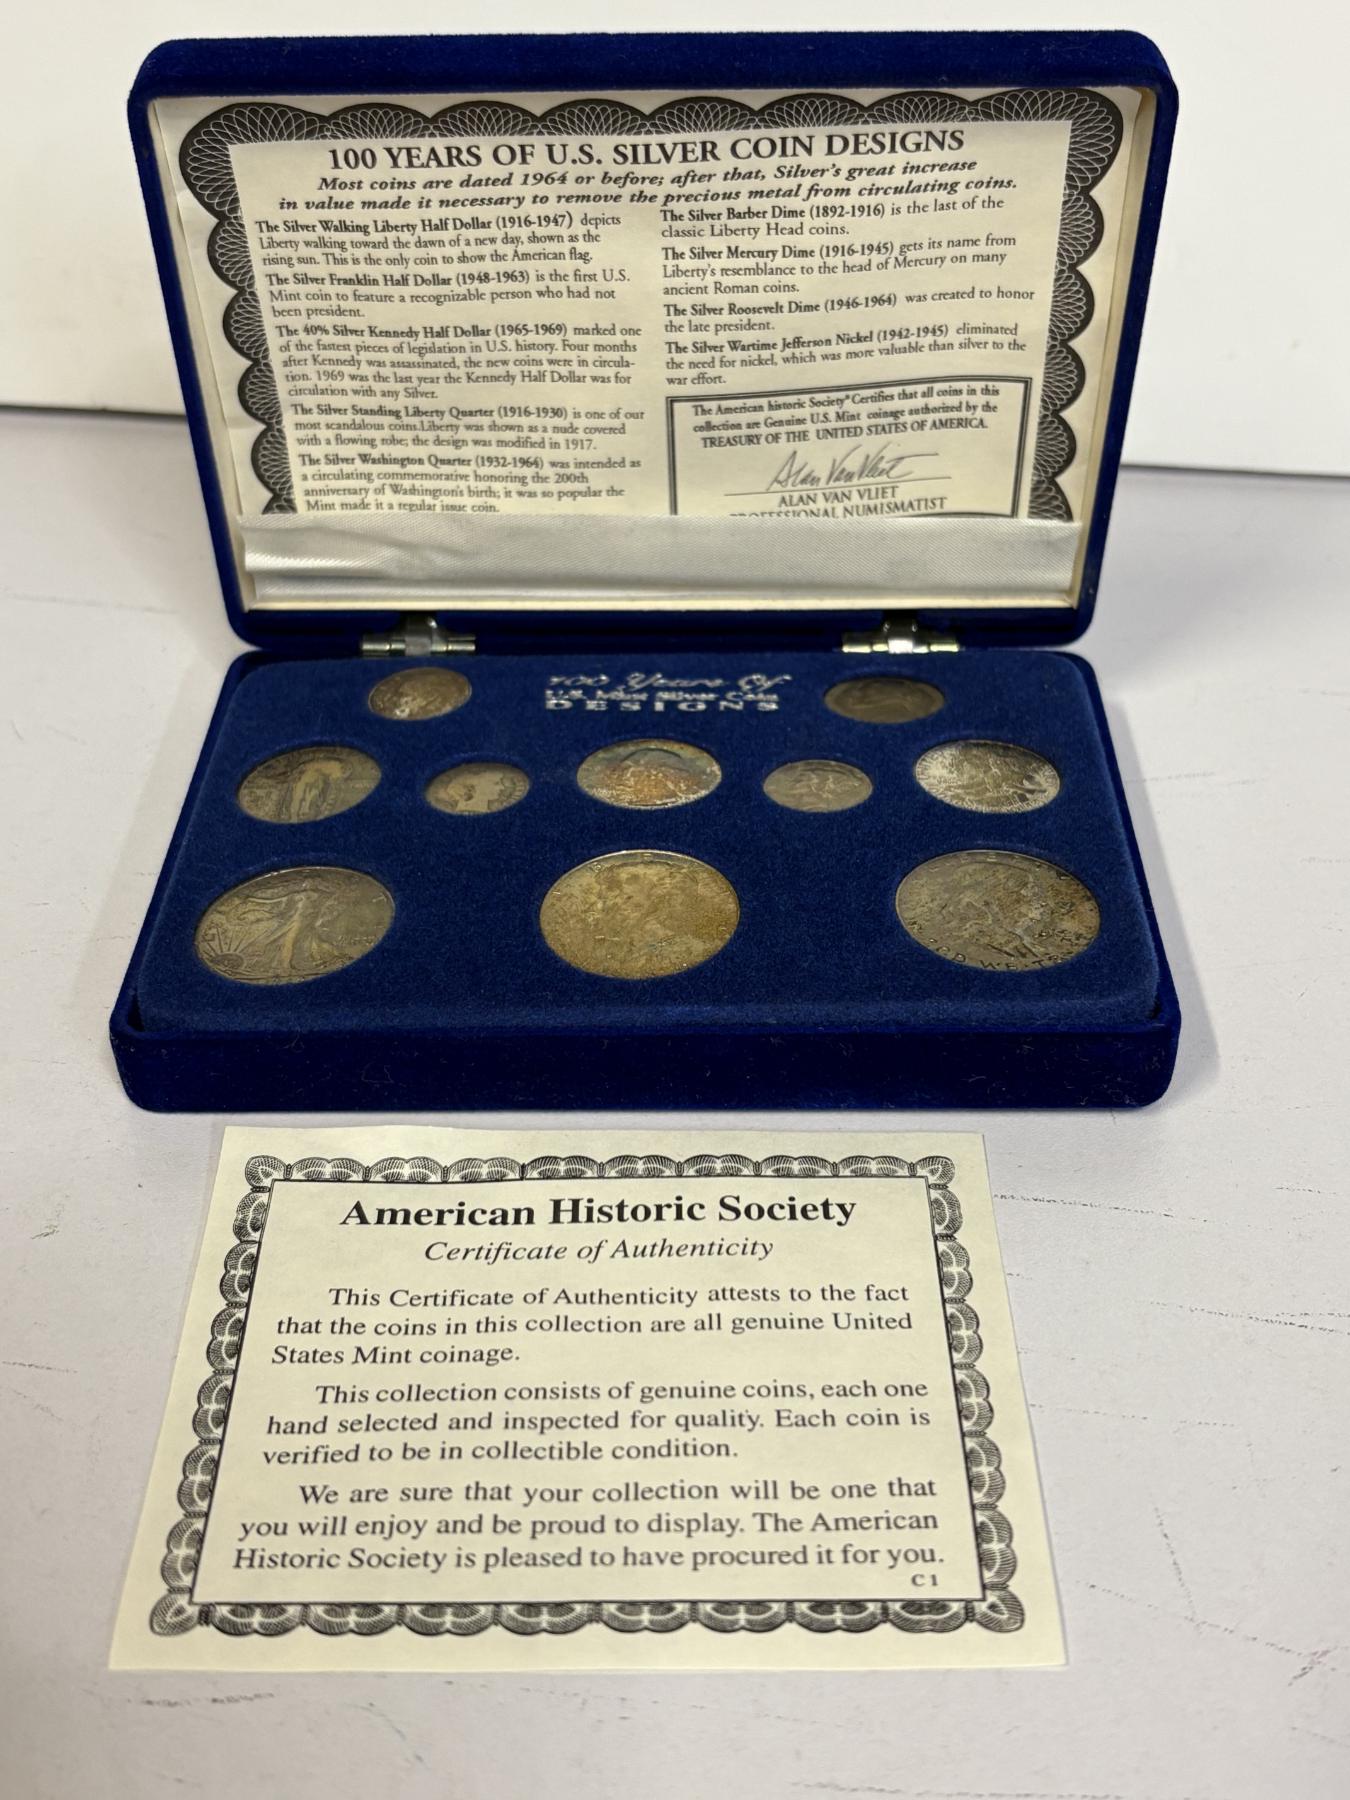 100 YEARS OF U.S. SILVER COIN DESIGNS
Most coins are dated 1964 or before; after that, Silver's great increase
in value made it necessary to remove the precious metal from circulating coins.
The Silver Walking Liberty Half Dollar (1916-1947) depicts
Liberty walking toward the dawn of a new day, shown as the
rising sun. This is the only coin to show the American flag.
The Silver Franklin Half Dollar (1948-1963) is the first U.S.
Mint coin to feature a recognizable person who had not
been president.
The 40% Silver Kennedy Half Dollar (1965-1969) marked one
of the fastest pieces of legislation in U.S. history. Four months
after Kennedy was assassinated, the new coins were in circula-
tion. 1969 was the last year the Kennedy Half Dollar was for
circulation with any Silver.
The Silver Standing Liberty Quarter (1916-1930) is one of our
most scandalous coins.Liberty was shown as a nude covered
with a flowing robe; the design was modified in 1917.
The Silver Washington Quarter (1932-1964) was intended as
a circulating commemorative honoring the 200th
anniversary of Washington's birth; it was so popular the
Mint made it a regular issue coin.
The Silver Barber Dime (1892-1916) is the last of the
classic Liberty Head coins.
The Silver Mercury Dime (1916-1945) gets its name from
Liberty's resemblance to the head of Mercury on many
ancient Roman coins.
The Silver Roosevelt Dime (1946-1964) was created to honor
the late president.
The Silver Wartime Jefferson Nickel (1942-1945) eliminated
the need for nickel, which was more valuable than silver to the
war effort.
The American historic Society® Certifies that all coins in this
collection are Genuine U.S. Mint coinage authorized by the
TREASURY OF THE UNITED STATES OF AMERICA.
Alan Van Vliet
ALAN VAN VLIET
PROFESSIONAL NUMISMATIST
100 Years Of
U.S. Mint Silver Coin
DESIGNS
American Historic Society
Certificate of Authenticity
This Certificate of Authenticity attests to the fact
that the coins in this collection are all genuine United
States Mint coinage.
This collection consists of genuine coins, each one
hand selected and inspected for quality. Each coin is
verified to be in collectible condition.
We are sure that your collection will be one that
you will enjoy and be proud to display. The American
Historic Society is pleased to have procured it for you.
C1